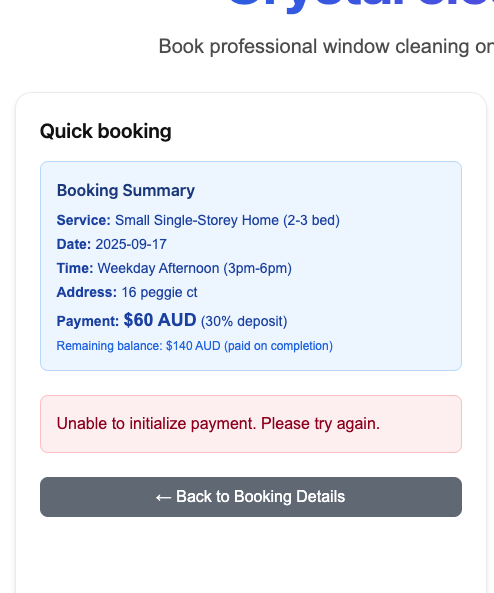 Book professional window cleaning
Quick booking
Booking Summary
Service: Small Single-Storey Home (2-3 bed)
Date: 2025-09-17
Time: Weekday Afternoon (3pm-6pm)
Address: 16 peggie ct
Payment: $60 AUD (30% deposit)
Remaining balance: $140 AUD (paid on completion)
Unable to initialize payment. Please try again.
← Back to Booking Details